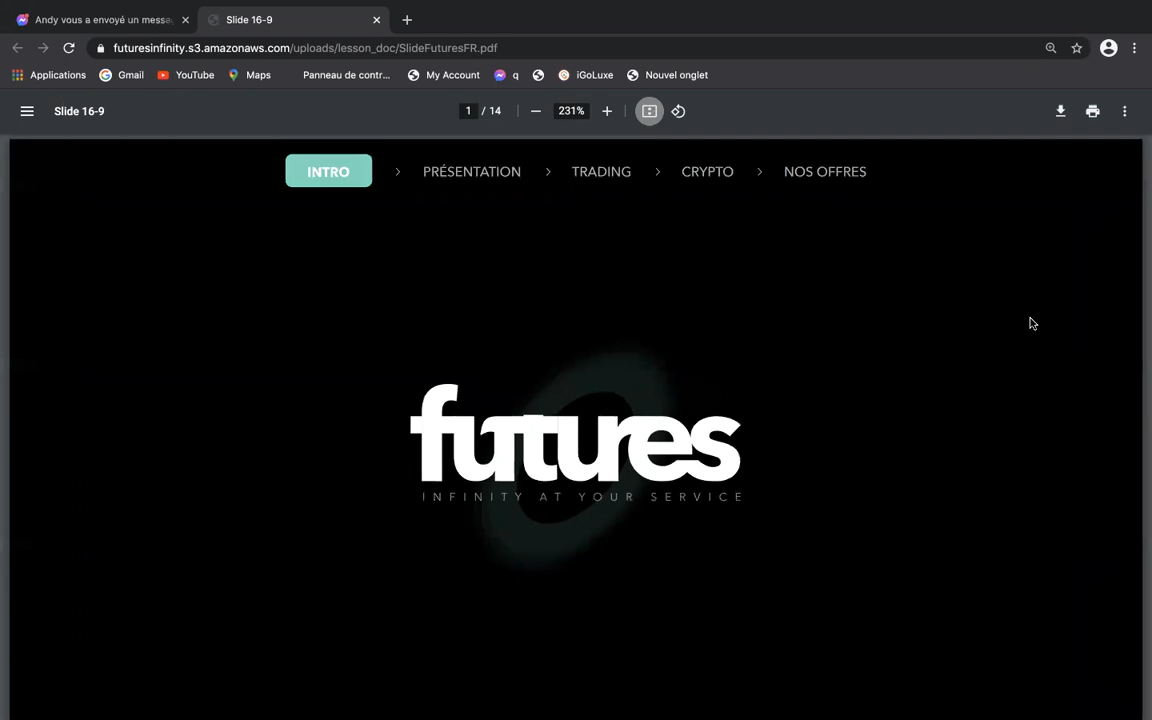 Andy vous a envoyé un messa
Slide 16-9
futuresinfinity.s3.amazonaws.com/uploads/lesson_doc/SlideFuturesFR.pdf
Applications Gmail YouTube Maps Panneau de contr... My Account q iGoLuxe Nouvel onglet
Slide 16-9 1 / 14 231%
INTRO > PRÉSENTATION > TRADING > CRYPTO > NOS OFFRES
futures
INFINITY AT YOUR SERVICE